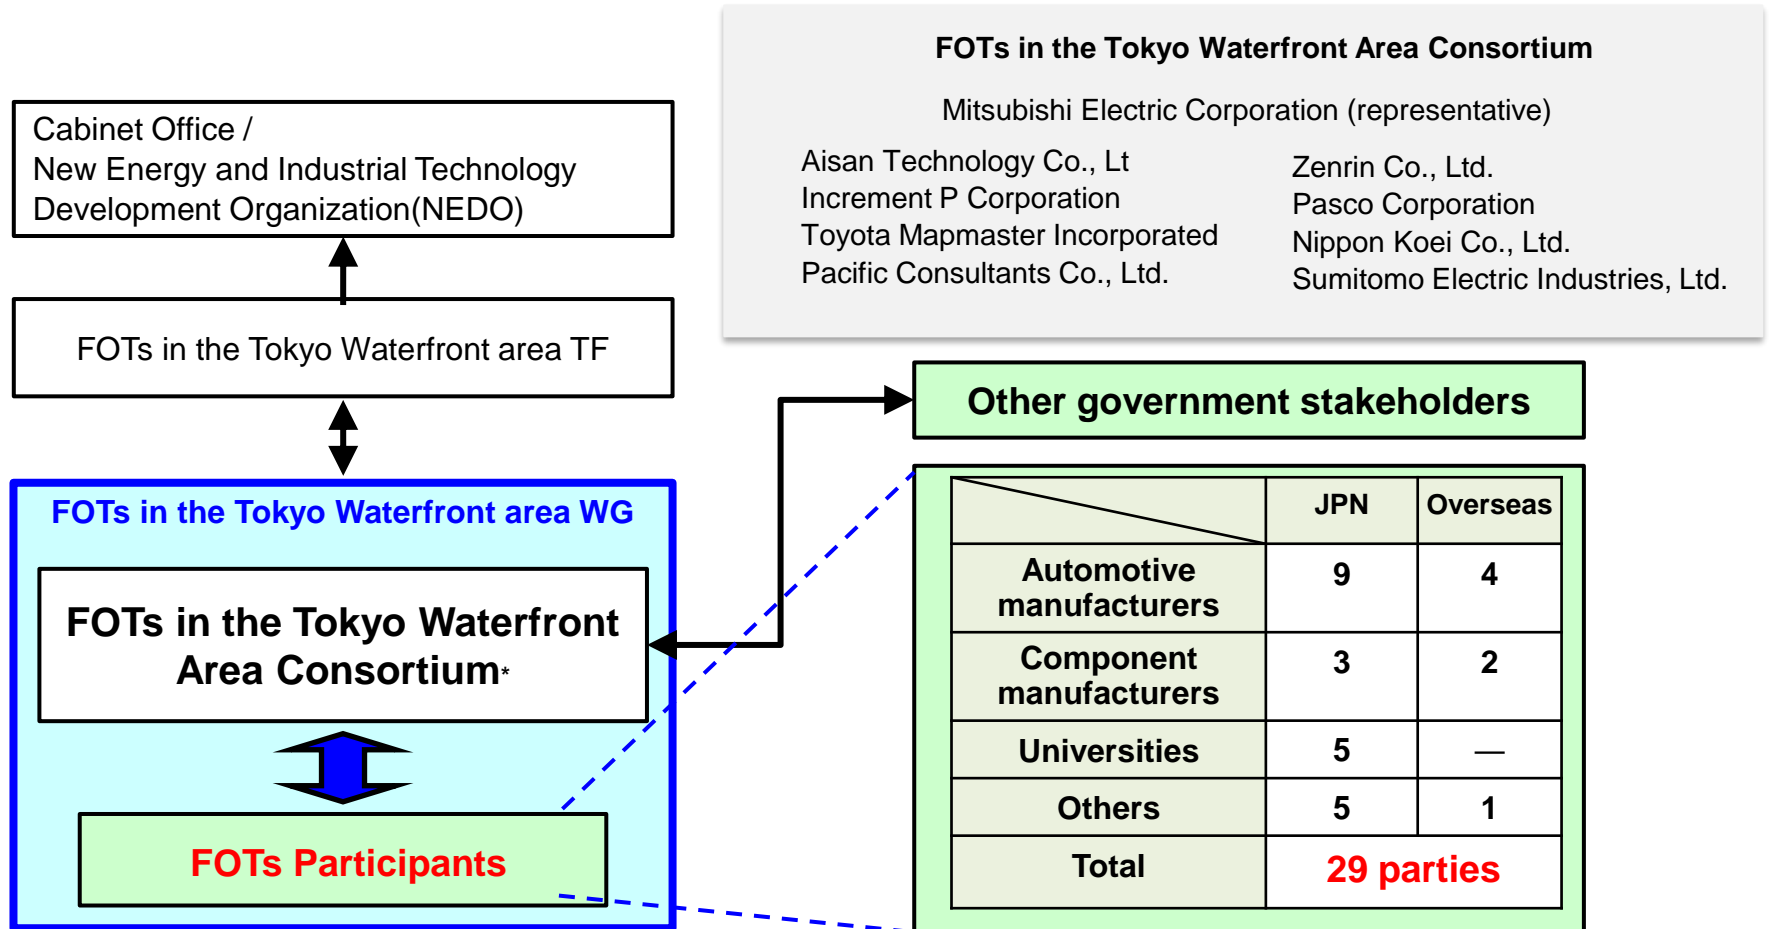 FOTs in the Tokyo Waterfront Area Consortium
Mitsubishi Electric Corporation (representative)
Aisan Technology Co., Lt
Increment P Corporation
Toyota Mapmaster Incorporated
Pacific Consultants Co., Ltd.
Zenrin Co., Ltd.
Pasco Corporation
Nippon Koei Co., Ltd.
Sumitomo Electric Industries, Ltd.
Cabinet Office /
New Energy and Industrial Technology
Development Organization(NEDO)
FOTs in the Tokyo Waterfront area TF
FOTs in the Tokyo Waterfront area WG
FOTs in the Tokyo Waterfront
Area Consortium*
FOTs Participants
Other government stakeholders
JPN Overseas
Automotive
manufacturers
9 4
Component
manufacturers
3 2
Universities 5 —
Others 5 1
Total 29 parties